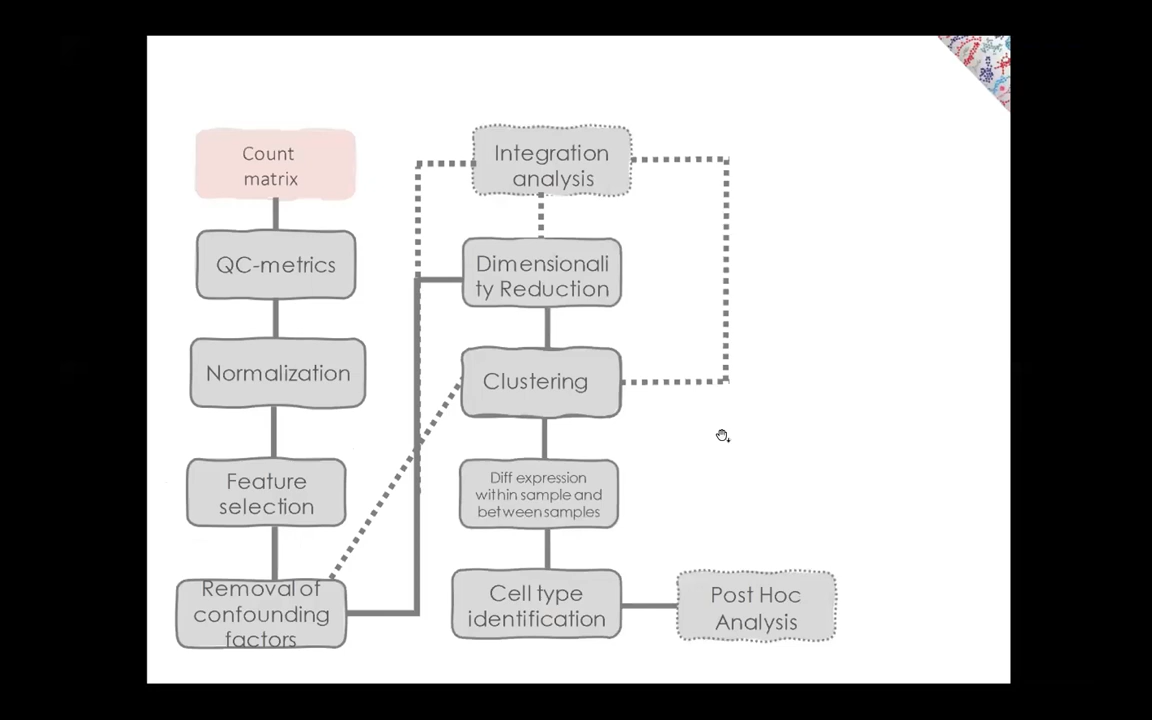 Count
matrix
QC-metrics
Normalization
Feature
selection
Removal of
confounding
factors
Integration
analysis
Dimensionali
ty Reduction
Clustering
Diff expression
within sample and
between samples
Cell type
identification
Post Hoc
Analysis